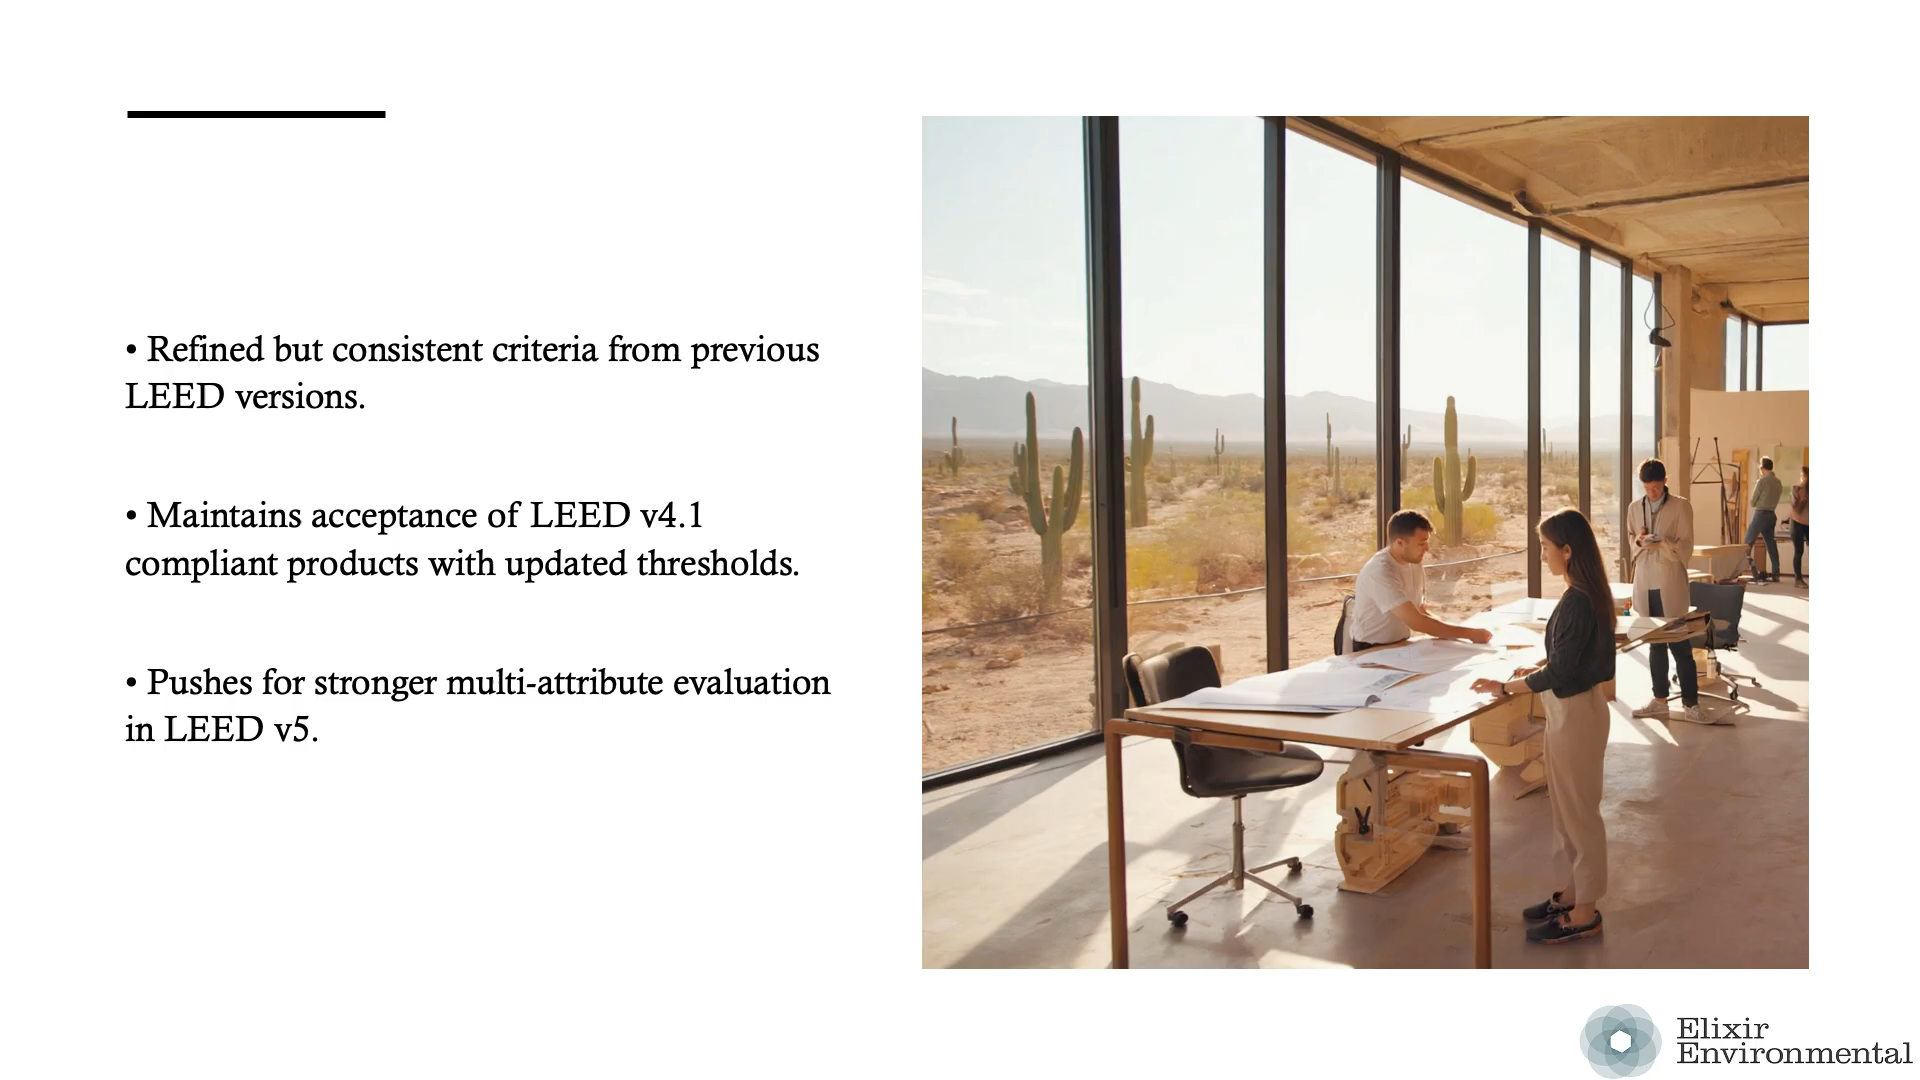 • Refined but consistent criteria from previous
LEED versions.
• Maintains acceptance of LEED v4.1
compliant products with updated thresholds.
• Pushes for stronger multi-attribute evaluation
in LEED v5.
Elixir
Environmental